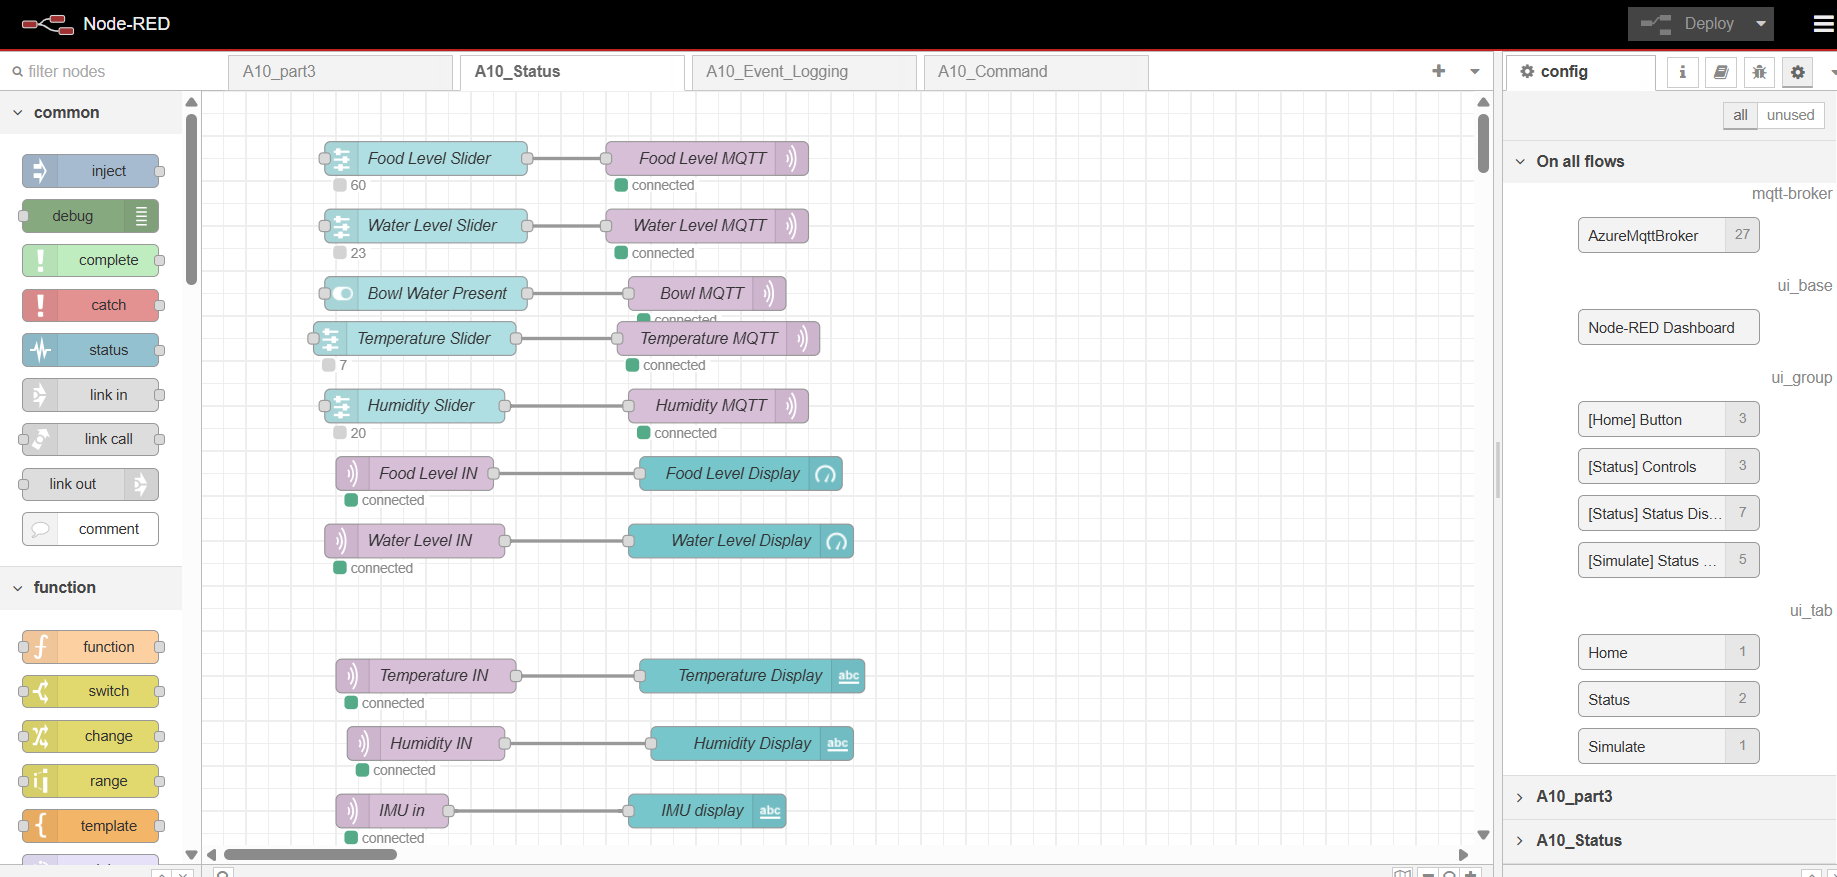 Node-RED
Deploy
filter nodes
A10_part3
A10_Status
A10_Event_Logging
A10_Command
config
all
unused
common
inject
debug
complete
catch
status
link in
link call
link out
comment
function
function
switch
change
range
template
Food Level Slider
60
Food Level MQTT
connected
Water Level Slider
23
Water Level MQTT
connected
Bowl Water Present
Bowl MQTT
connected
Temperature Slider
7
Temperature MQTT
connected
Humidity Slider
20
Humidity MQTT
connected
Food Level IN
connected
Food Level Display
Water Level IN
connected
Water Level Display
Temperature IN
connected
Temperature Display
abc
Humidity IN
connected
Humidity Display
abc
IMU in
connected
IMU display
abc
On all flows
mqtt-broker
AzureMqttBroker 27
ui_base
Node-RED Dashboard
ui_group
[Home] Button 3
[Status] Controls 3
[Status] Status Dis... 7
[Simulate] Status ... 5
ui_tab
Home 1
Status 2
Simulate 1
A10_part3
A10_Status